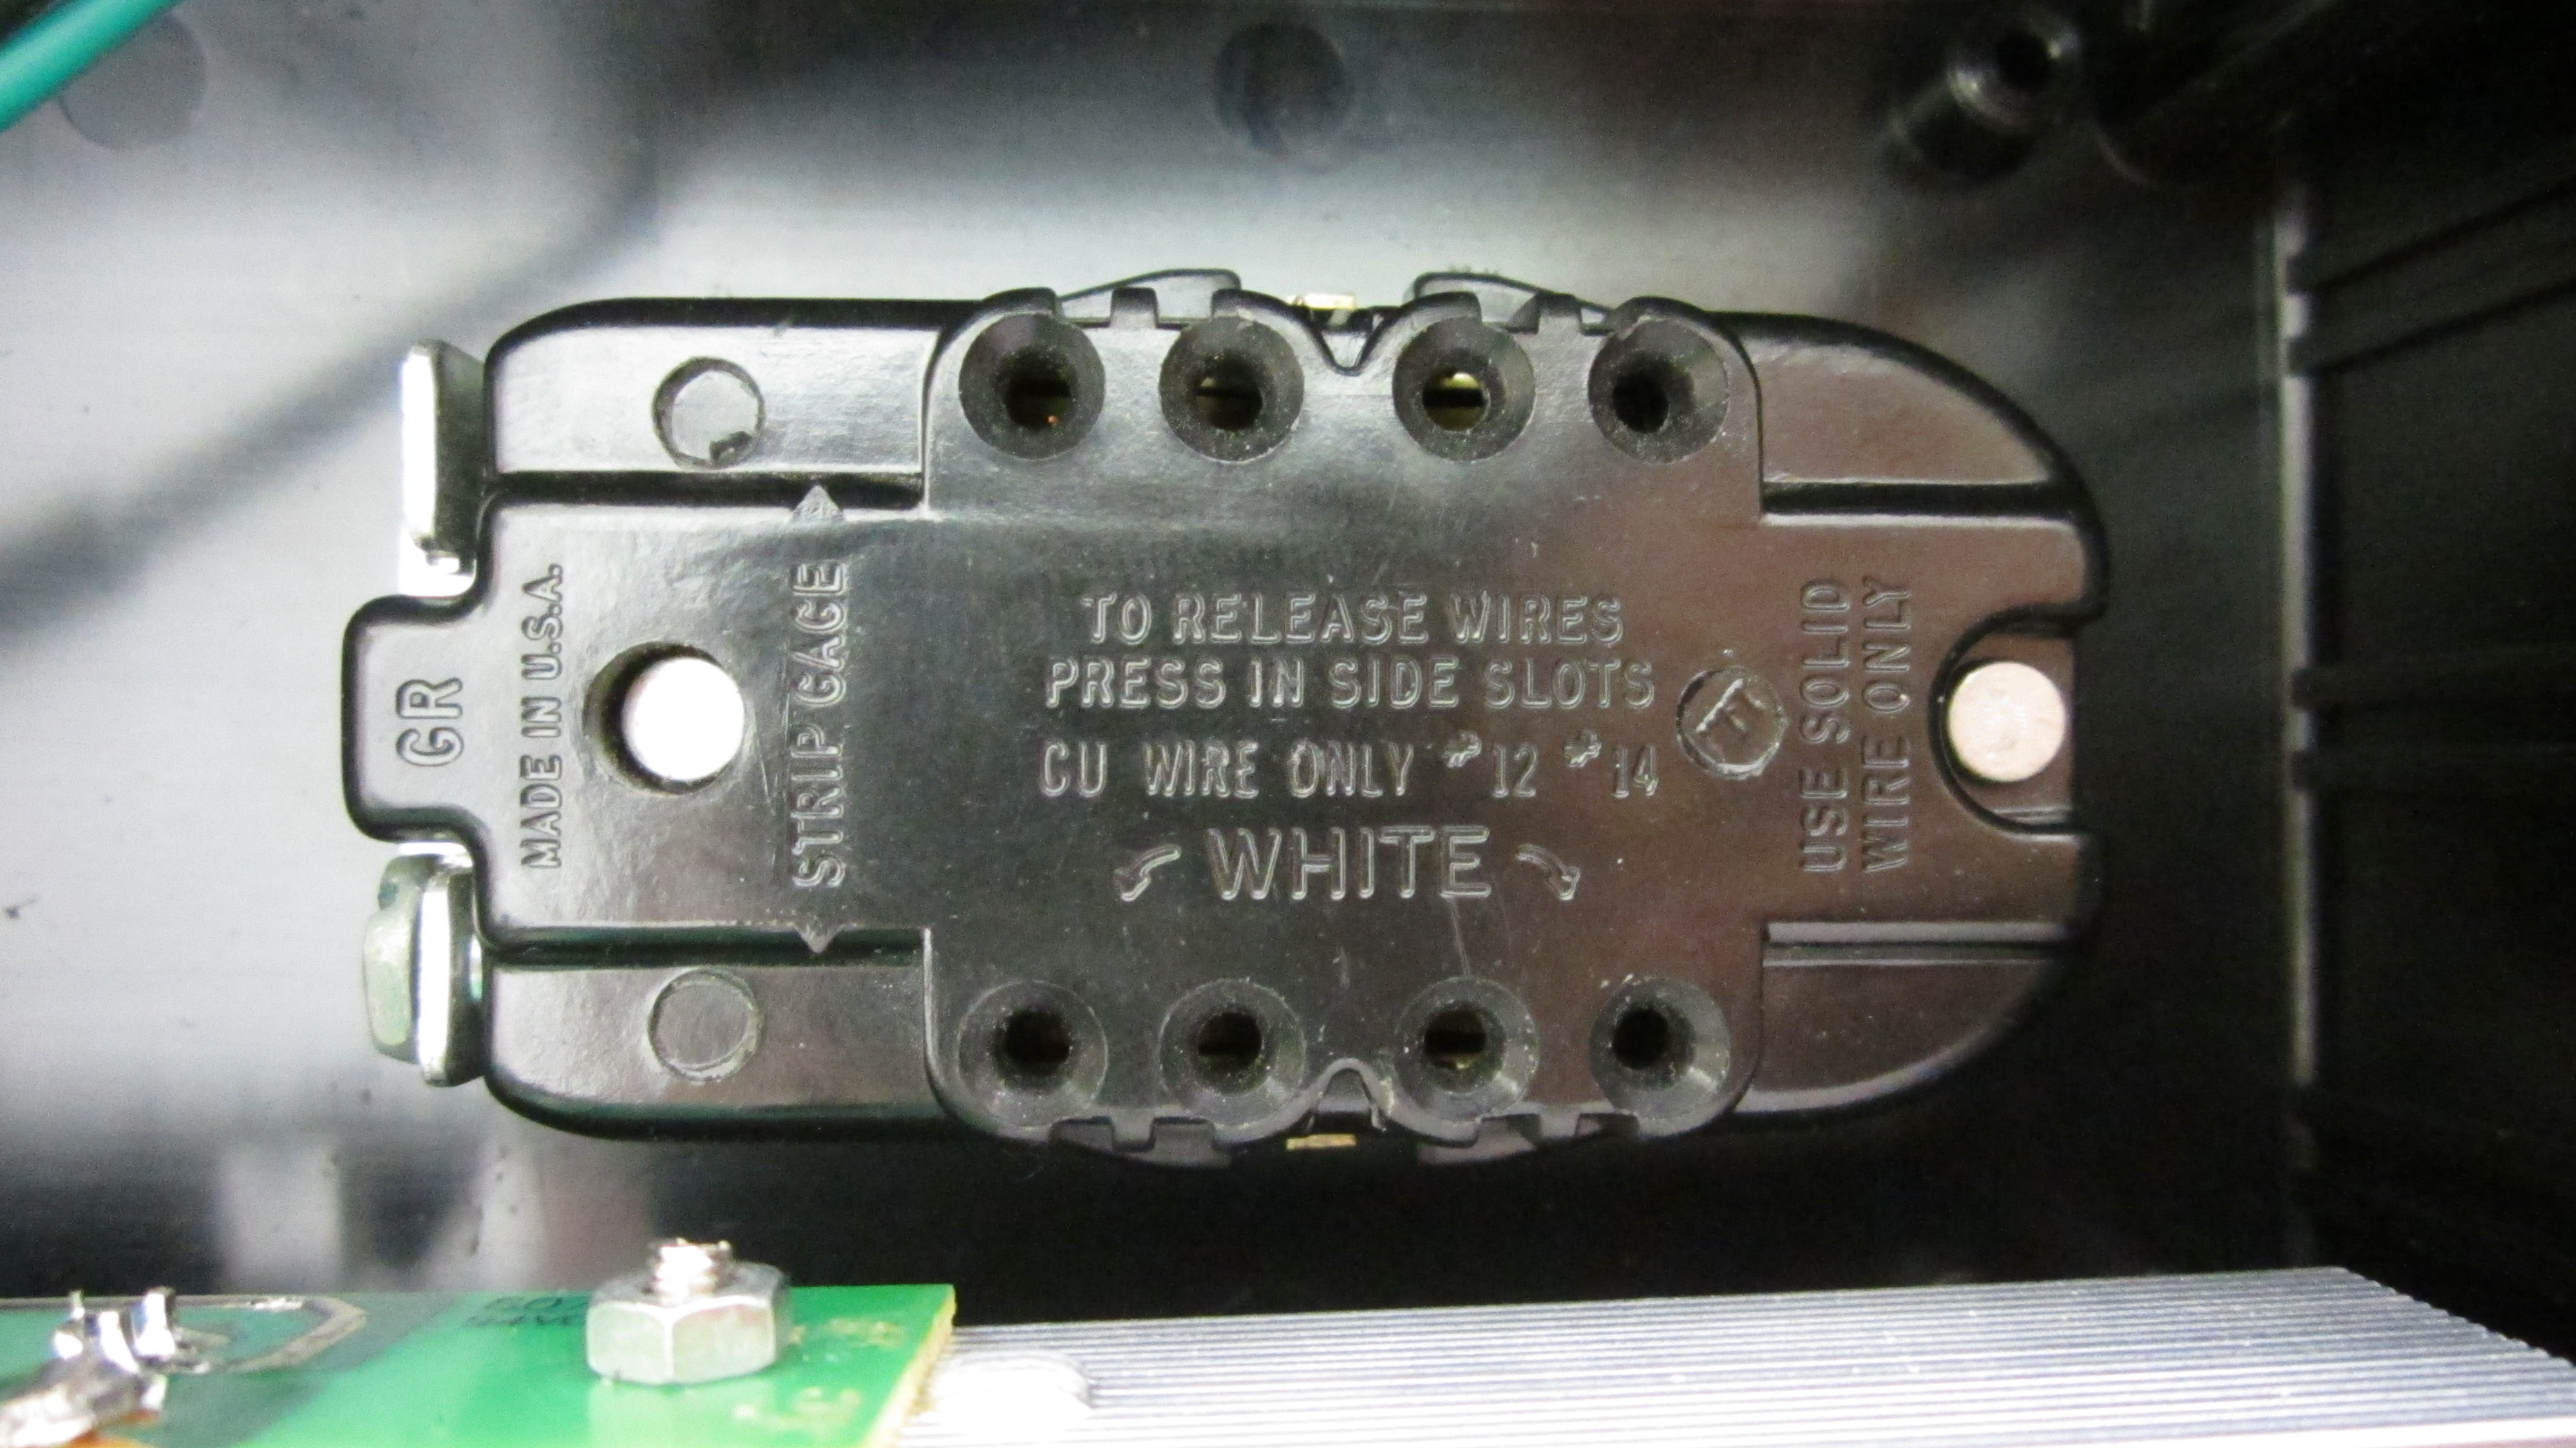 GR
MADE IN U.S.A.
STRIP GAGE
TO RELEASE WIRES
PRESS IN SIDE SLOTS
CU WIRE ONLY #12 #14
WHITE
USE SOLID
WIRE ONLY